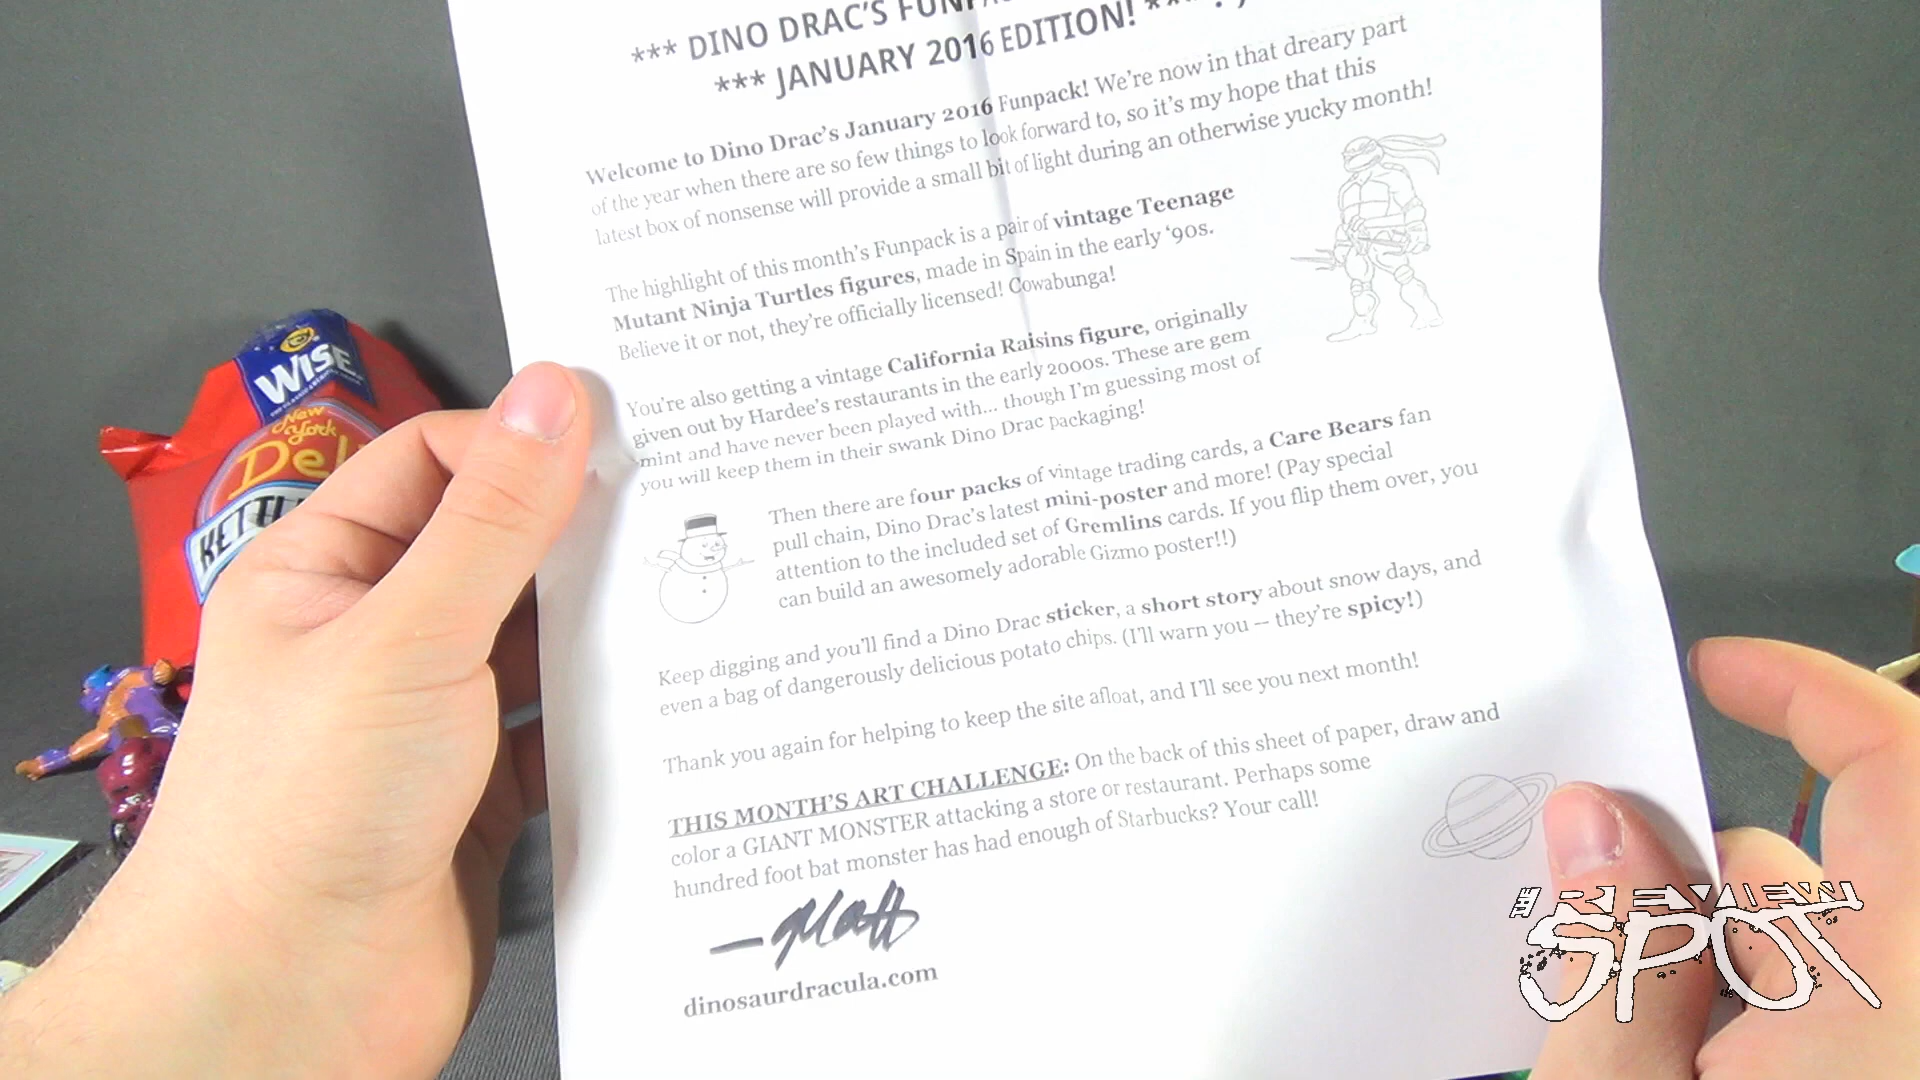 *** DINO DRAC'S
*** JANUARY 2016 EDITION! ***
Welcome to Dino Drac's January 2016 Funpack! We're now in that dreary part
of the year when there are so few things to look forward to, so it's my hope that this
latest box of nonsense will provide a small bit of light during an otherwise yucky month!
The highlight of this month's Funpack is a pair of vintage Teenage
Mutant Ninja Turtles figures, made in Spain in the early '90s.
Believe it or not, they're officially licensed! Cowabunga!
You're also getting a vintage California Raisins figure, originally
given out by Hardee's restaurants in the early 2000s. These are gem
mint and have never been played with... though I'm guessing most of
you will keep them in their swank Dino Drac packaging!
Then there are four packs of vintage trading cards, a Care Bears fan
pull chain, Dino Drac's latest mini-poster and more! (Pay special
attention to the included set of Gremlins cards. If you flip them over, you
can build an awesomely adorable Gizmo poster!!)
Keep digging and you'll find a Dino Drac sticker, a short story about snow days, and
even a bag of dangerously delicious potato chips. (I'll warn you – they're spicy!)
Thank you again for helping to keep the site afloat, and I'll see you next month!
THIS MONTH'S ART CHALLENGE: On the back of this sheet of paper, draw and
color a GIANT MONSTER attacking a store or restaurant. Perhaps some
hundred foot bat monster has had enough of Starbucks? Your call!
— Matt
dinosaurdracula.com
WISE
New
York
Deli
THE REVIEW
SPOT